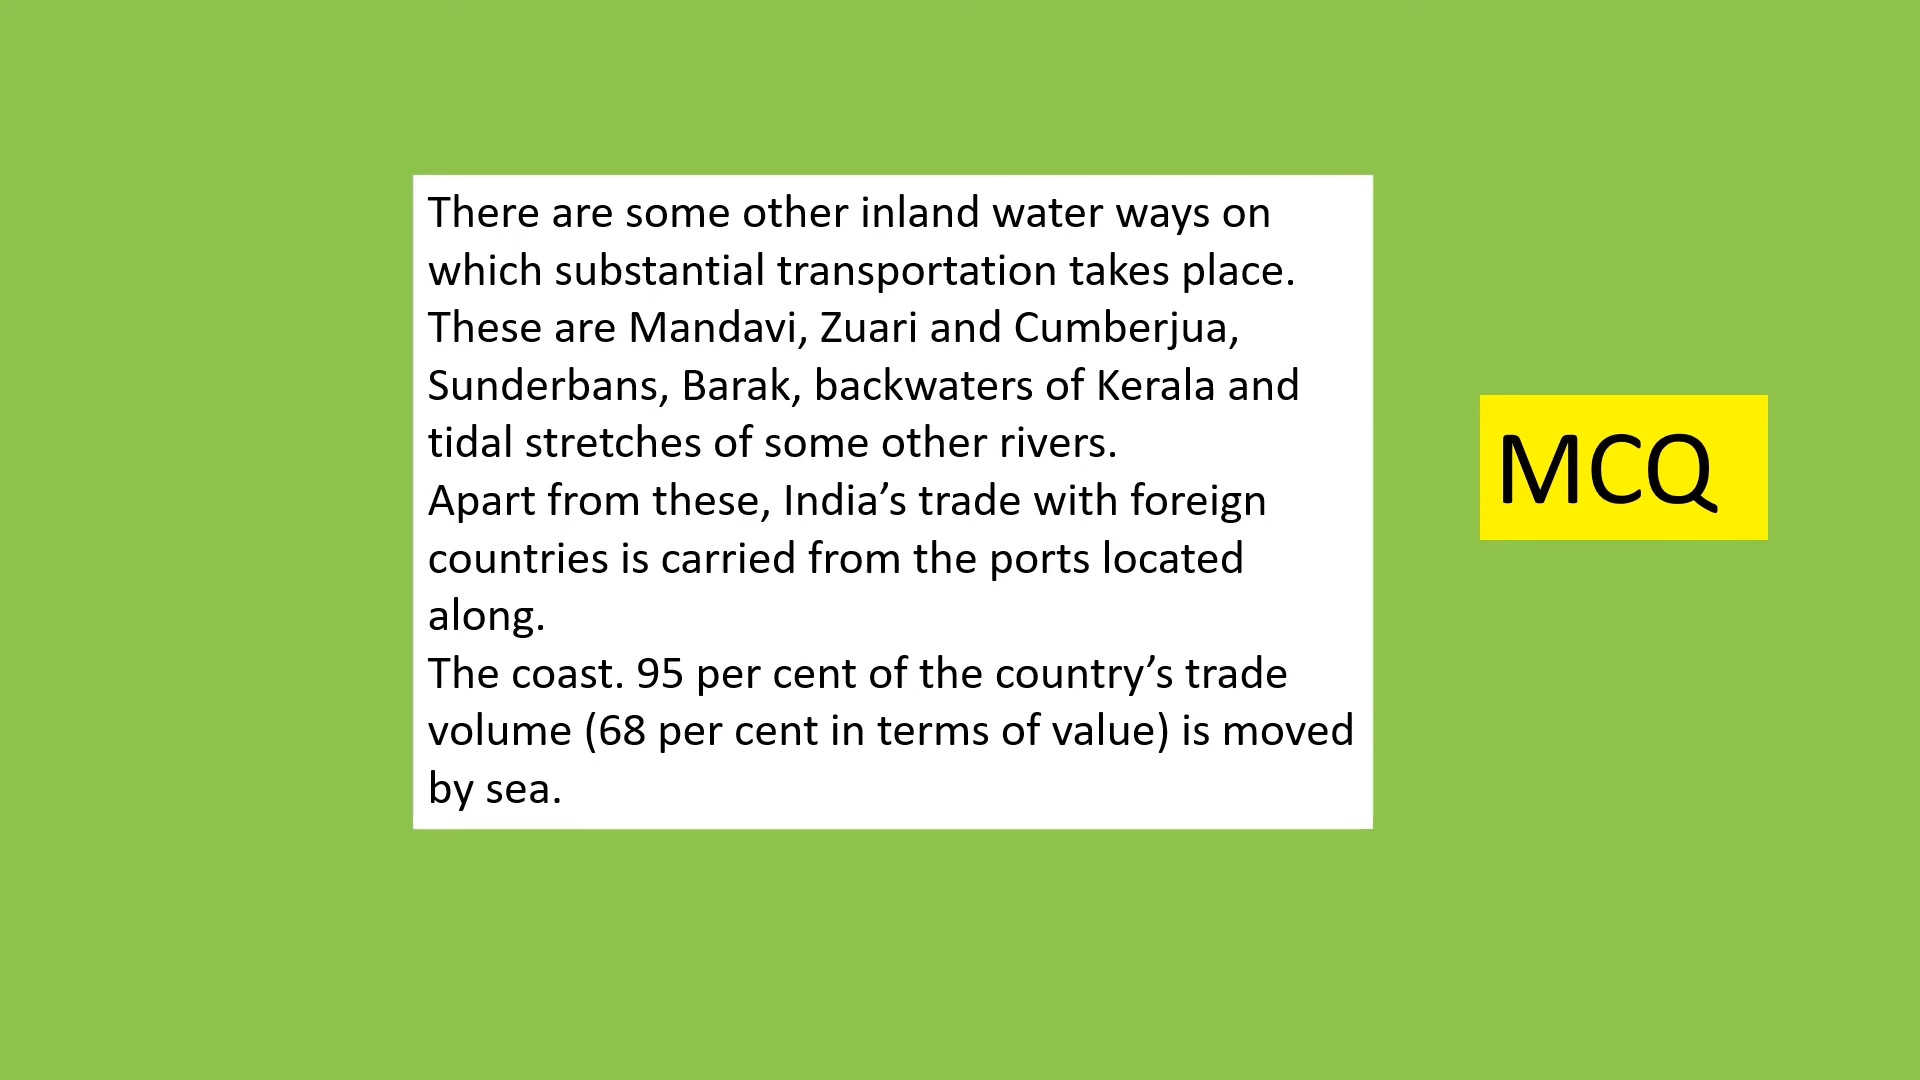 There are some other inland water ways on
which substantial transportation takes place.
These are Mandavi, Zuari and Cumberjua,
Sunderbans, Barak, backwaters of Kerala and
tidal stretches of some other rivers.
Apart from these, India’s trade with foreign
countries is carried from the ports located
along.
The coast. 95 per cent of the country’s trade
volume (68 per cent in terms of value) is moved
by sea.
MCQ